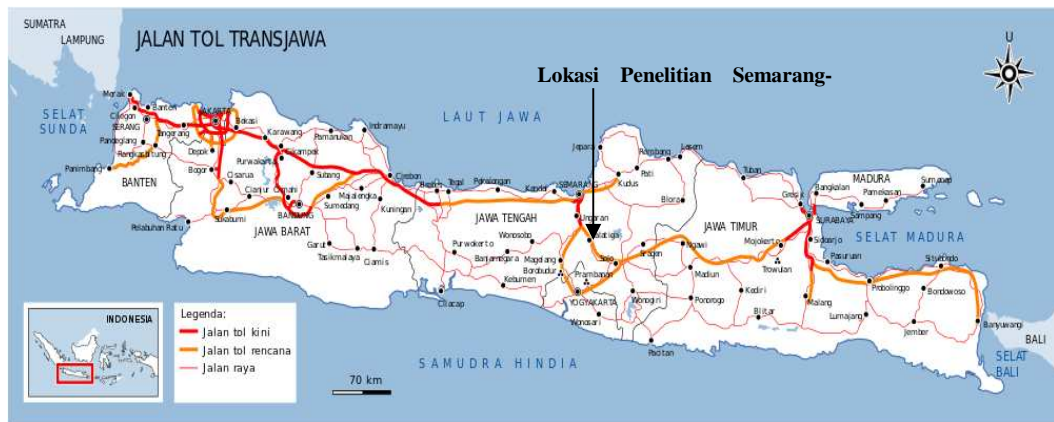 SUMATRA
LAMPUNG
JALAN TOL TRANSJAWA
U
Lokasi Penelitian Semarang-
SELAT
SUNDA
LAUT JAWA
Merak
Banten
Cilegon
SERANG
Tangerang
JAKARTA
Bekasi
Pandeglang
Rangkasbitung
Panimbang
BANTEN
Depok
Bogor
Karawang
Cikampek
Pamanukan
Indramayu
Purwakarta
Subang
Cisarua
Cianjur
Cimahi
BANDUNG
Sumedang
Majalengka
Cirebon
Kuningan
Sukabumi
Pelabuhan Ratu
JAWA BARAT
Garut
Tasikmalaya
Ciamis
Brebes
Tegal
Pekalongan
Kendal
SEMARANG
Jepara
Rembang
Lasem
Pati
Kudus
Blora
Tuban
JAWA TENGAH
Ungaran
Salatiga
Wonosobo
Purwokerto
Banjarnegara
Magelang
Borobudur
Kebumen
Cilacap
Prambanan
Solo
Sragen
YOGYAKARTA
Wonosari
Wonogiri
Pacitan
JAWA TIMUR
Ngawi
Madiun
Ponorogo
Kediri
Blitar
Mojokerto
Trowulan
Gresik
SURABAYA
Sidoarjo
Pasuruan
Malang
Lumajang
Probolinggo
Jember
Bondowoso
Situbondo
Banyuwangi
MADURA
Bangkalan
Sampang
Pamekasan
Sumenep
SELAT MADURA
BALI
SELAT
BALI
SAMUDRA HINDIA
INDONESIA
Legenda:
Jalan tol kini
Jalan tol rencana
Jalan raya
70 km